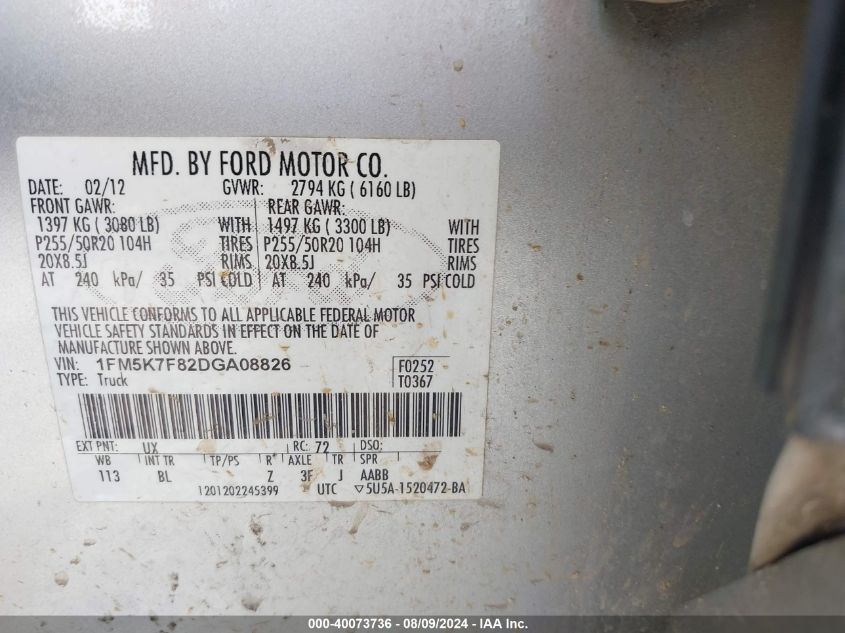 MFD. BY FORD MOTOR CO.
DATE: 02/12 GVWR: 2794 KG ( 6160 LB)
FRONT GAWR: REAR GAWR:
1397 KG ( 3080 LB) WITH 1497 KG ( 3300 LB) WITH
P255/50R20 104H TIRES P255/50R20 104H TIRES
20X8.5J RIMS 20X8.5J RIMS
AT 240 kPa/ 35 PSI COLD AT 240 kPa/ 35 PSI COLD
THIS VEHICLE CONFORMS TO ALL APPLICABLE FEDERAL MOTOR
VEHICLE SAFETY STANDARDS IN EFFECT ON THE DATE OF
MANUFACTURE SHOWN ABOVE.
VIN: 1FM5K7F82DGA08826 F0252
TYPE: Truck T0367
EXT PNT: UX RC: 72 DSO:
WB INT TR TP/PS R* AXLE TR SPR
113 BL Z 3F J AABB
1201202245399 UTC ▽5U5A-1520472-BA
000-40073736 - 08/09/2024 - IAA Inc.